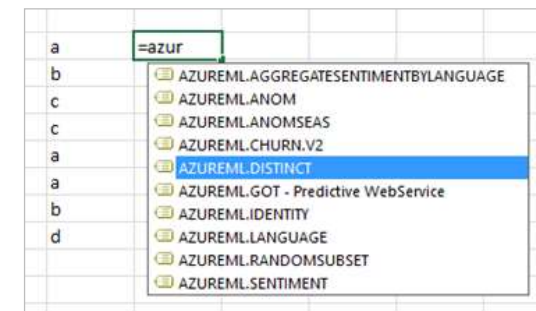 a =azur
b AZUREML.AGGREGATESENTIMENTBYLANGUAGE
c AZUREML.ANOM
c AZUREML.ANOMSEAS
a AZUREML.CHURN.V2
a AZUREML.DISTINCT
b AZUREML.GOT - Predictive WebService
d AZUREML.IDENTITY
AZUREML.LANGUAGE
AZUREML.RANDOMSUBSET
AZUREML.SENTIMENT